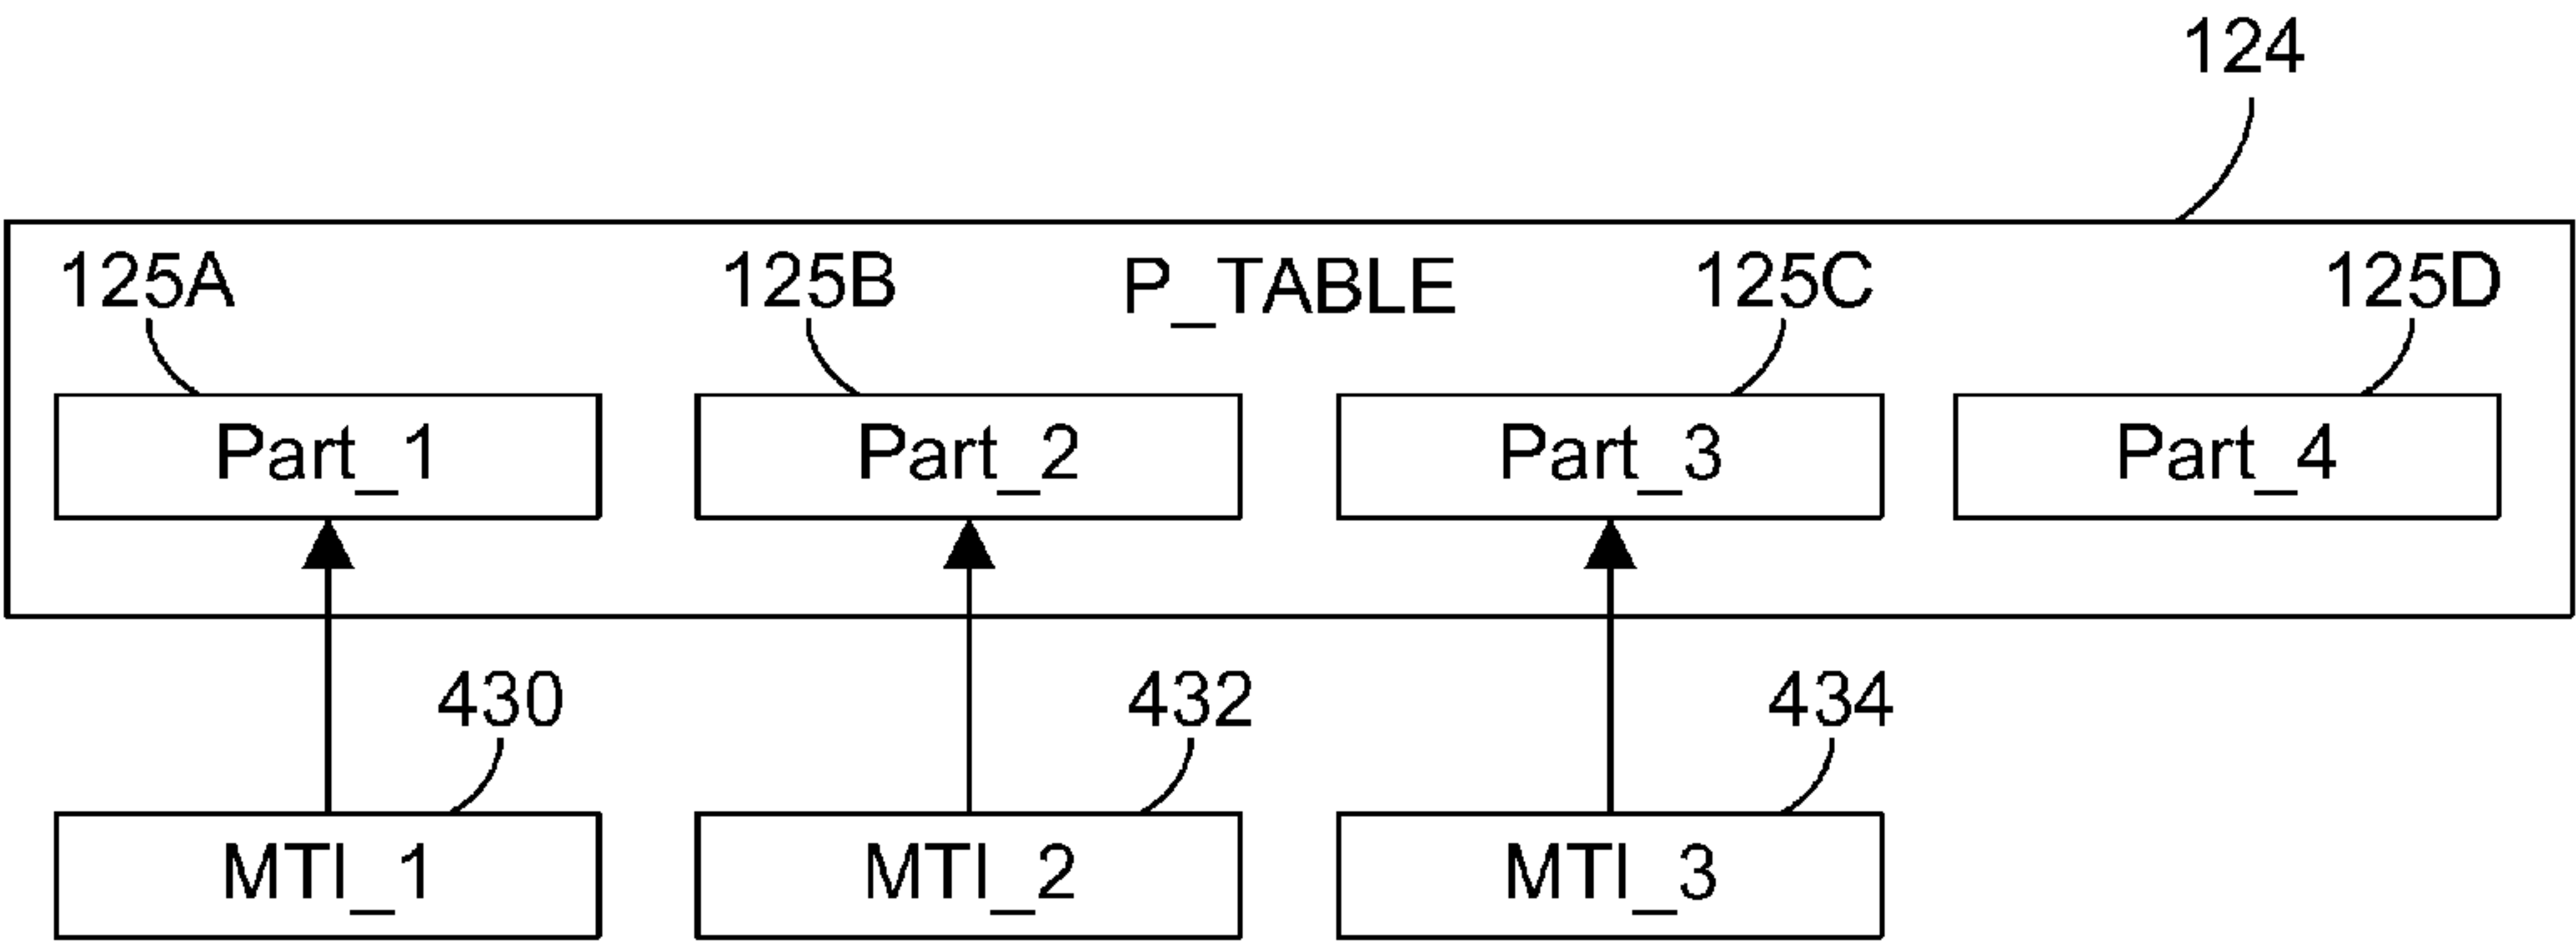 124
125A 125B P_TABLE 125C 125D
Part_1 Part_2 Part_3 Part_4
430 432 434
MTI_1 MTI_2 MTI_3